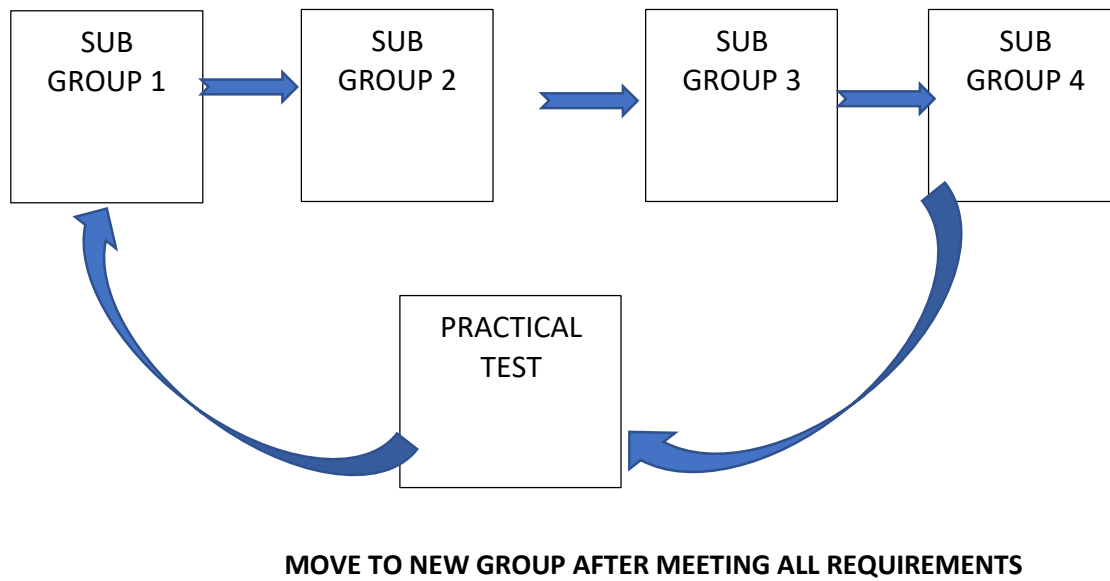 SUB
GROUP 1
SUB
GROUP 2
SUB
GROUP 3
SUB
GROUP 4
PRACTICAL
TEST
MOVE TO NEW GROUP AFTER MEETING ALL REQUIREMENTS